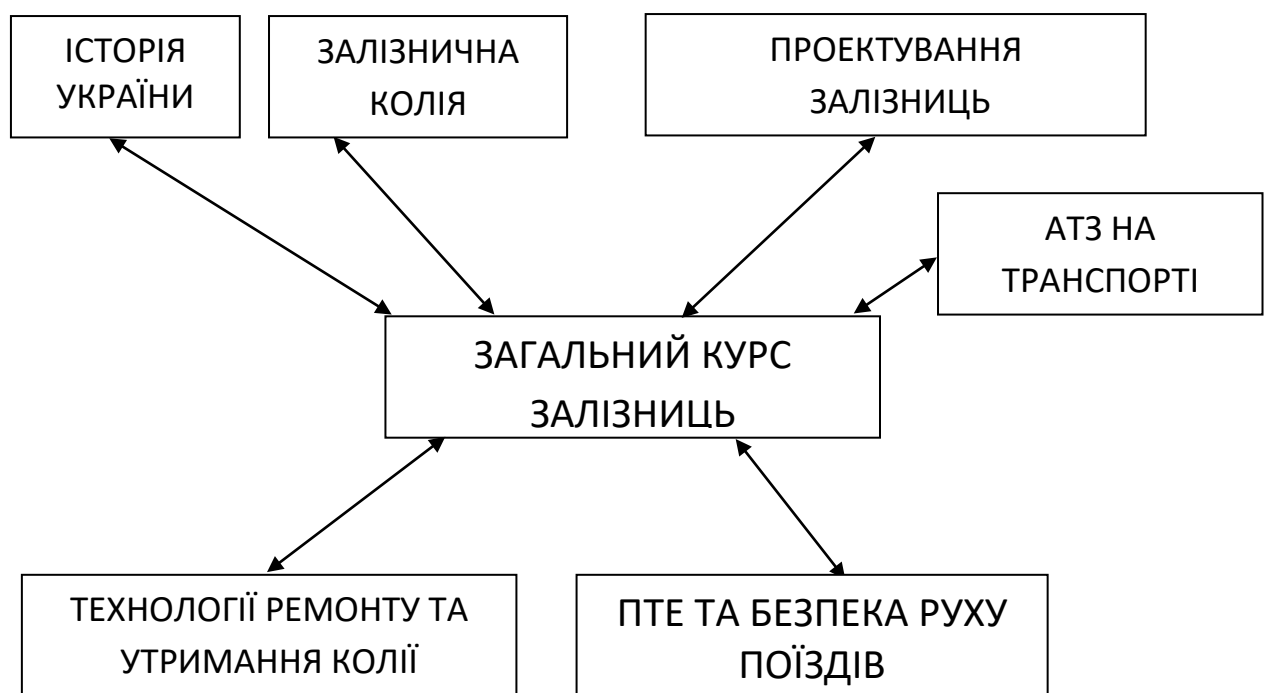 ІСТОРІЯ
УКРАЇНИ
ЗАЛІЗНИЧНА
КОЛІЯ
ПРОЕКТУВАННЯ
ЗАЛІЗНИЦЬ
АТЗ НА
ТРАНСПОРТІ
ЗАГАЛЬНИЙ КУРС
ЗАЛІЗНИЦЬ
ТЕХНОЛОГІЇ РЕМОНТУ ТА
УТРИМАННЯ КОЛІЇ
ПТЕ ТА БЕЗПЕКА РУХУ
ПОЇЗДІВ